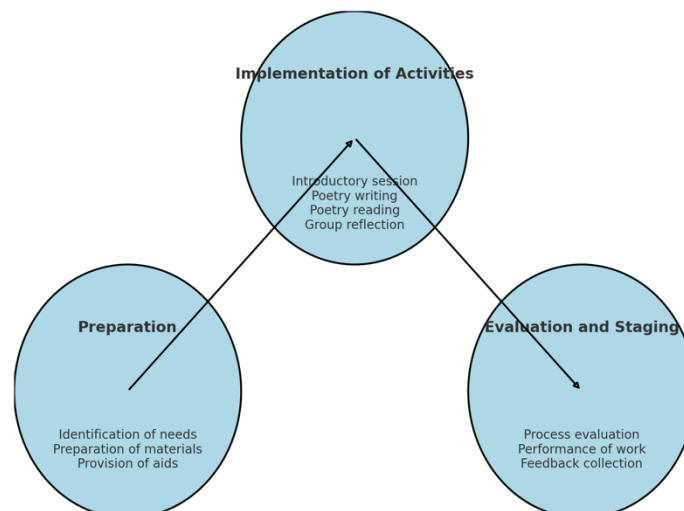 Implementation of Activities
Introductory session
Poetry writing
Poetry reading
Group reflection
Preparation
Identification of needs
Preparation of materials
Provision of aids
Evaluation and Staging
Process evaluation
Performance of work
Feedback collection